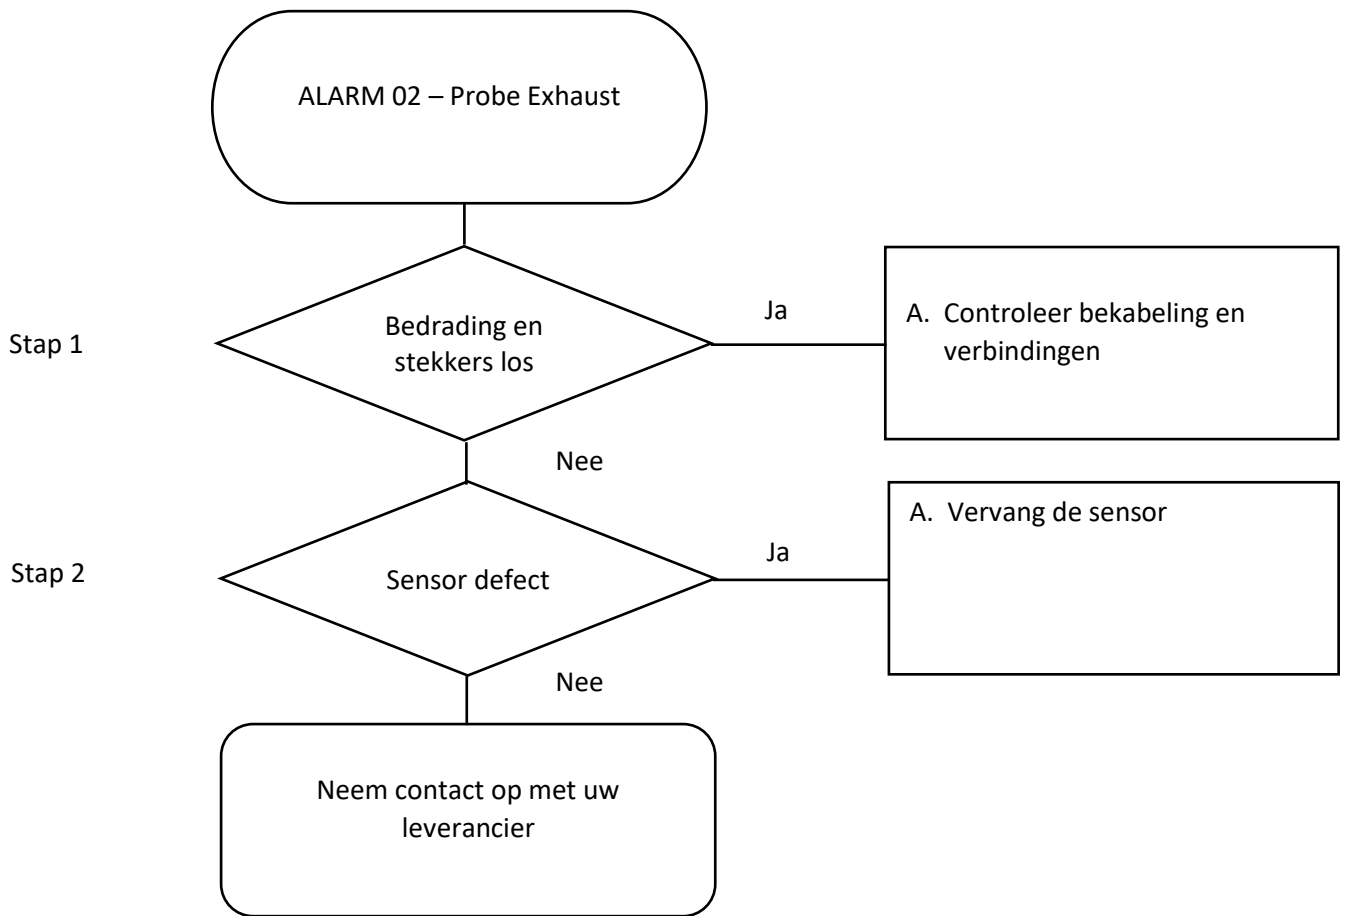 ALARM 02 – Probe Exhaust
Stap 1
Bedrading en
stekkers los
Ja
A. Controleer bekabeling en
verbindingen
Nee
Stap 2
Sensor defect
Ja
A. Vervang de sensor
Nee
Neem contact op met uw
leverancier